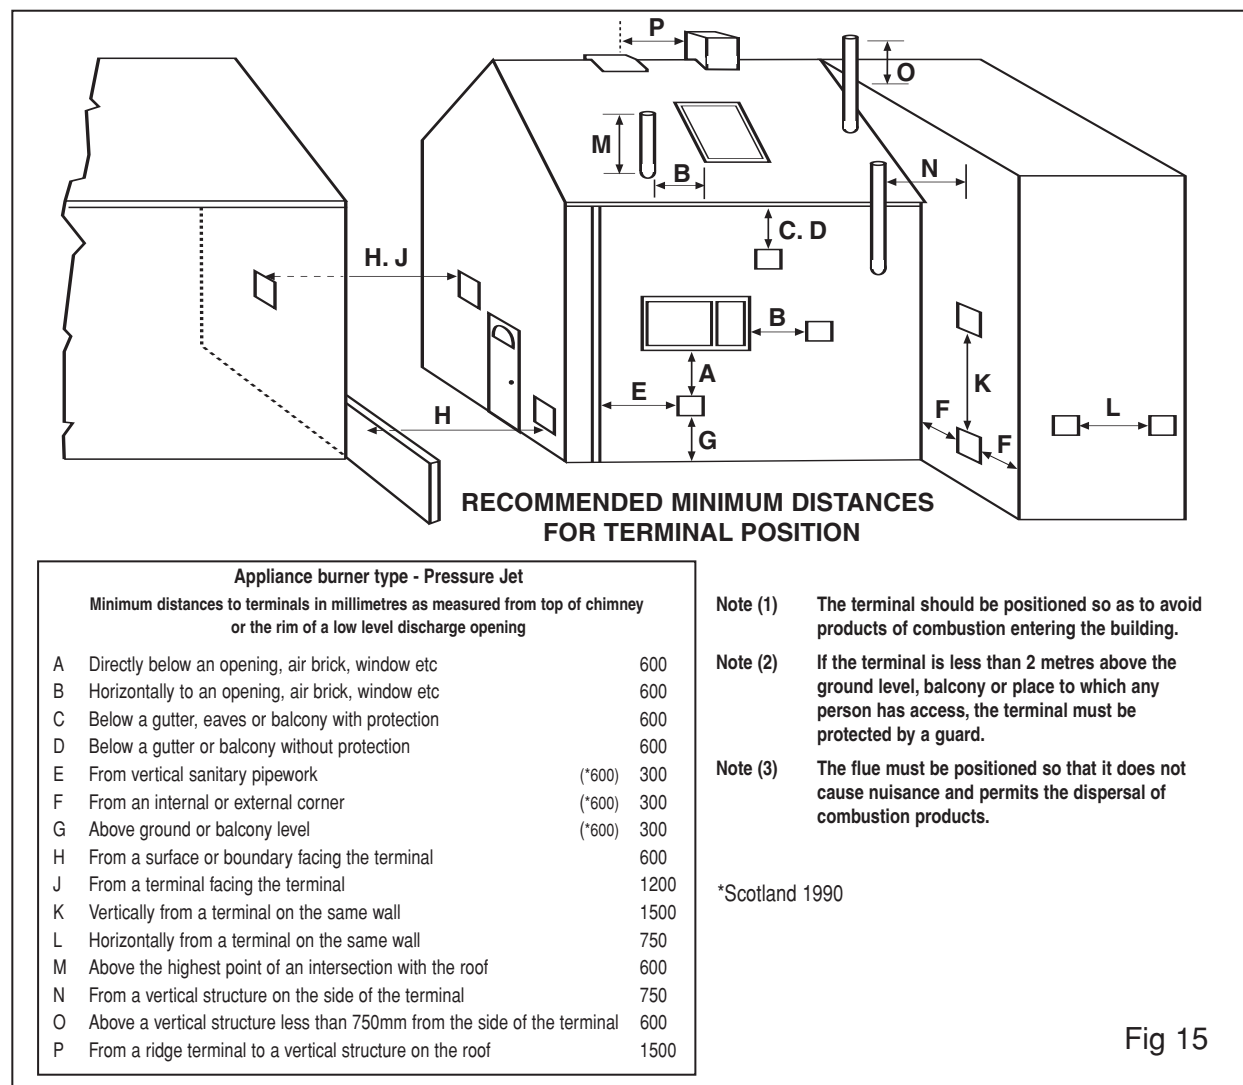 P
O
M
B
N
C. D
H. J
B
A
E
K
F
L
H
G
F
RECOMMENDED MINIMUM DISTANCES
FOR TERMINAL POSITION
Appliance burner type - Pressure Jet
Minimum distances to terminals in millimetres as measured from top of chimney
or the rim of a low level discharge opening
A Directly below an opening, air brick, window etc 600
B Horizontally to an opening, air brick, window etc 600
C Below a gutter, eaves or balcony with protection 600
D Below a gutter or balcony without protection 600
E From vertical sanitary pipework (*600) 300
F From an internal or external corner (*600) 300
G Above ground or balcony level (*600) 300
H From a surface or boundary facing the terminal 600
J From a terminal facing the terminal 1200
K Vertically from a terminal on the same wall 1500
L Horizontally from a terminal on the same wall 750
M Above the highest point of an intersection with the roof 600
N From a vertical structure on the side of the terminal 750
O Above a vertical structure less than 750mm from the side of the terminal 600
P From a ridge terminal to a vertical structure on the roof 1500
Note (1) The terminal should be positioned so as to avoid
products of combustion entering the building.
Note (2) If the terminal is less than 2 metres above the
ground level, balcony or place to which any
person has access, the terminal must be
protected by a guard.
Note (3) The flue must be positioned so that it does not
cause nuisance and permits the dispersal of
combustion products.
*Scotland 1990
Fig 15